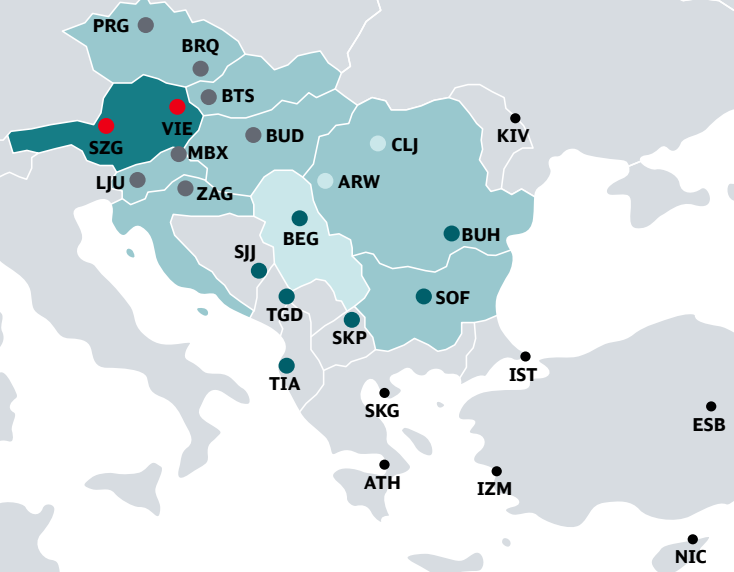 PRG
BRQ
BTS
VIE
SZG
MBX
BUD
CLJ
KIV
LJU
ZAG
ARW
BEG
BUH
SJJ
SOF
TGD
SKP
TIA
IST
SKG
ESB
ATH
IZM
NIC